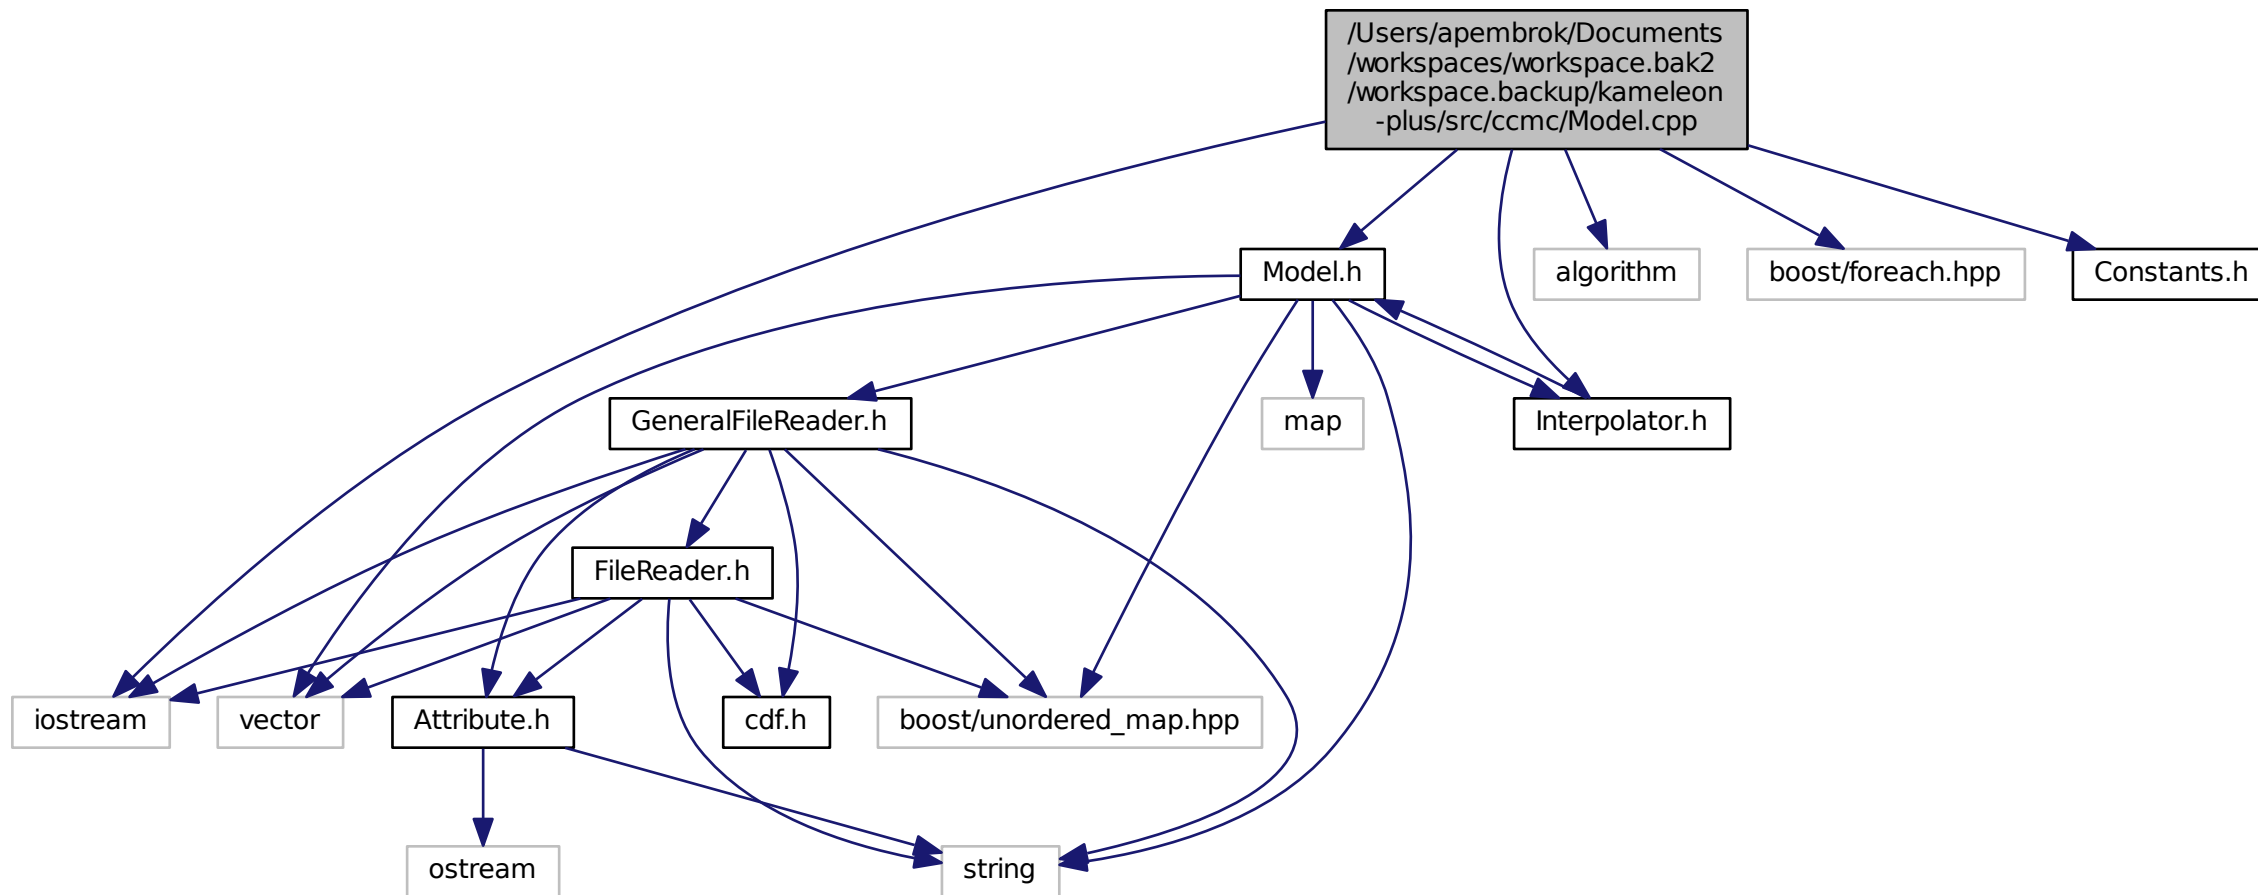 /Users/apembrok/Documents
/workspaces/workspace.bak2
/workspace.backup/kameleon
-plus/src/ccmc/Model.cpp
Model.h
algorithm
boost/foreach.hpp
Constants.h
GeneralFileReader.h
map
Interpolator.h
FileReader.h
iostream
vector
Attribute.h
cdf.h
boost/unordered_map.hpp
ostream
string